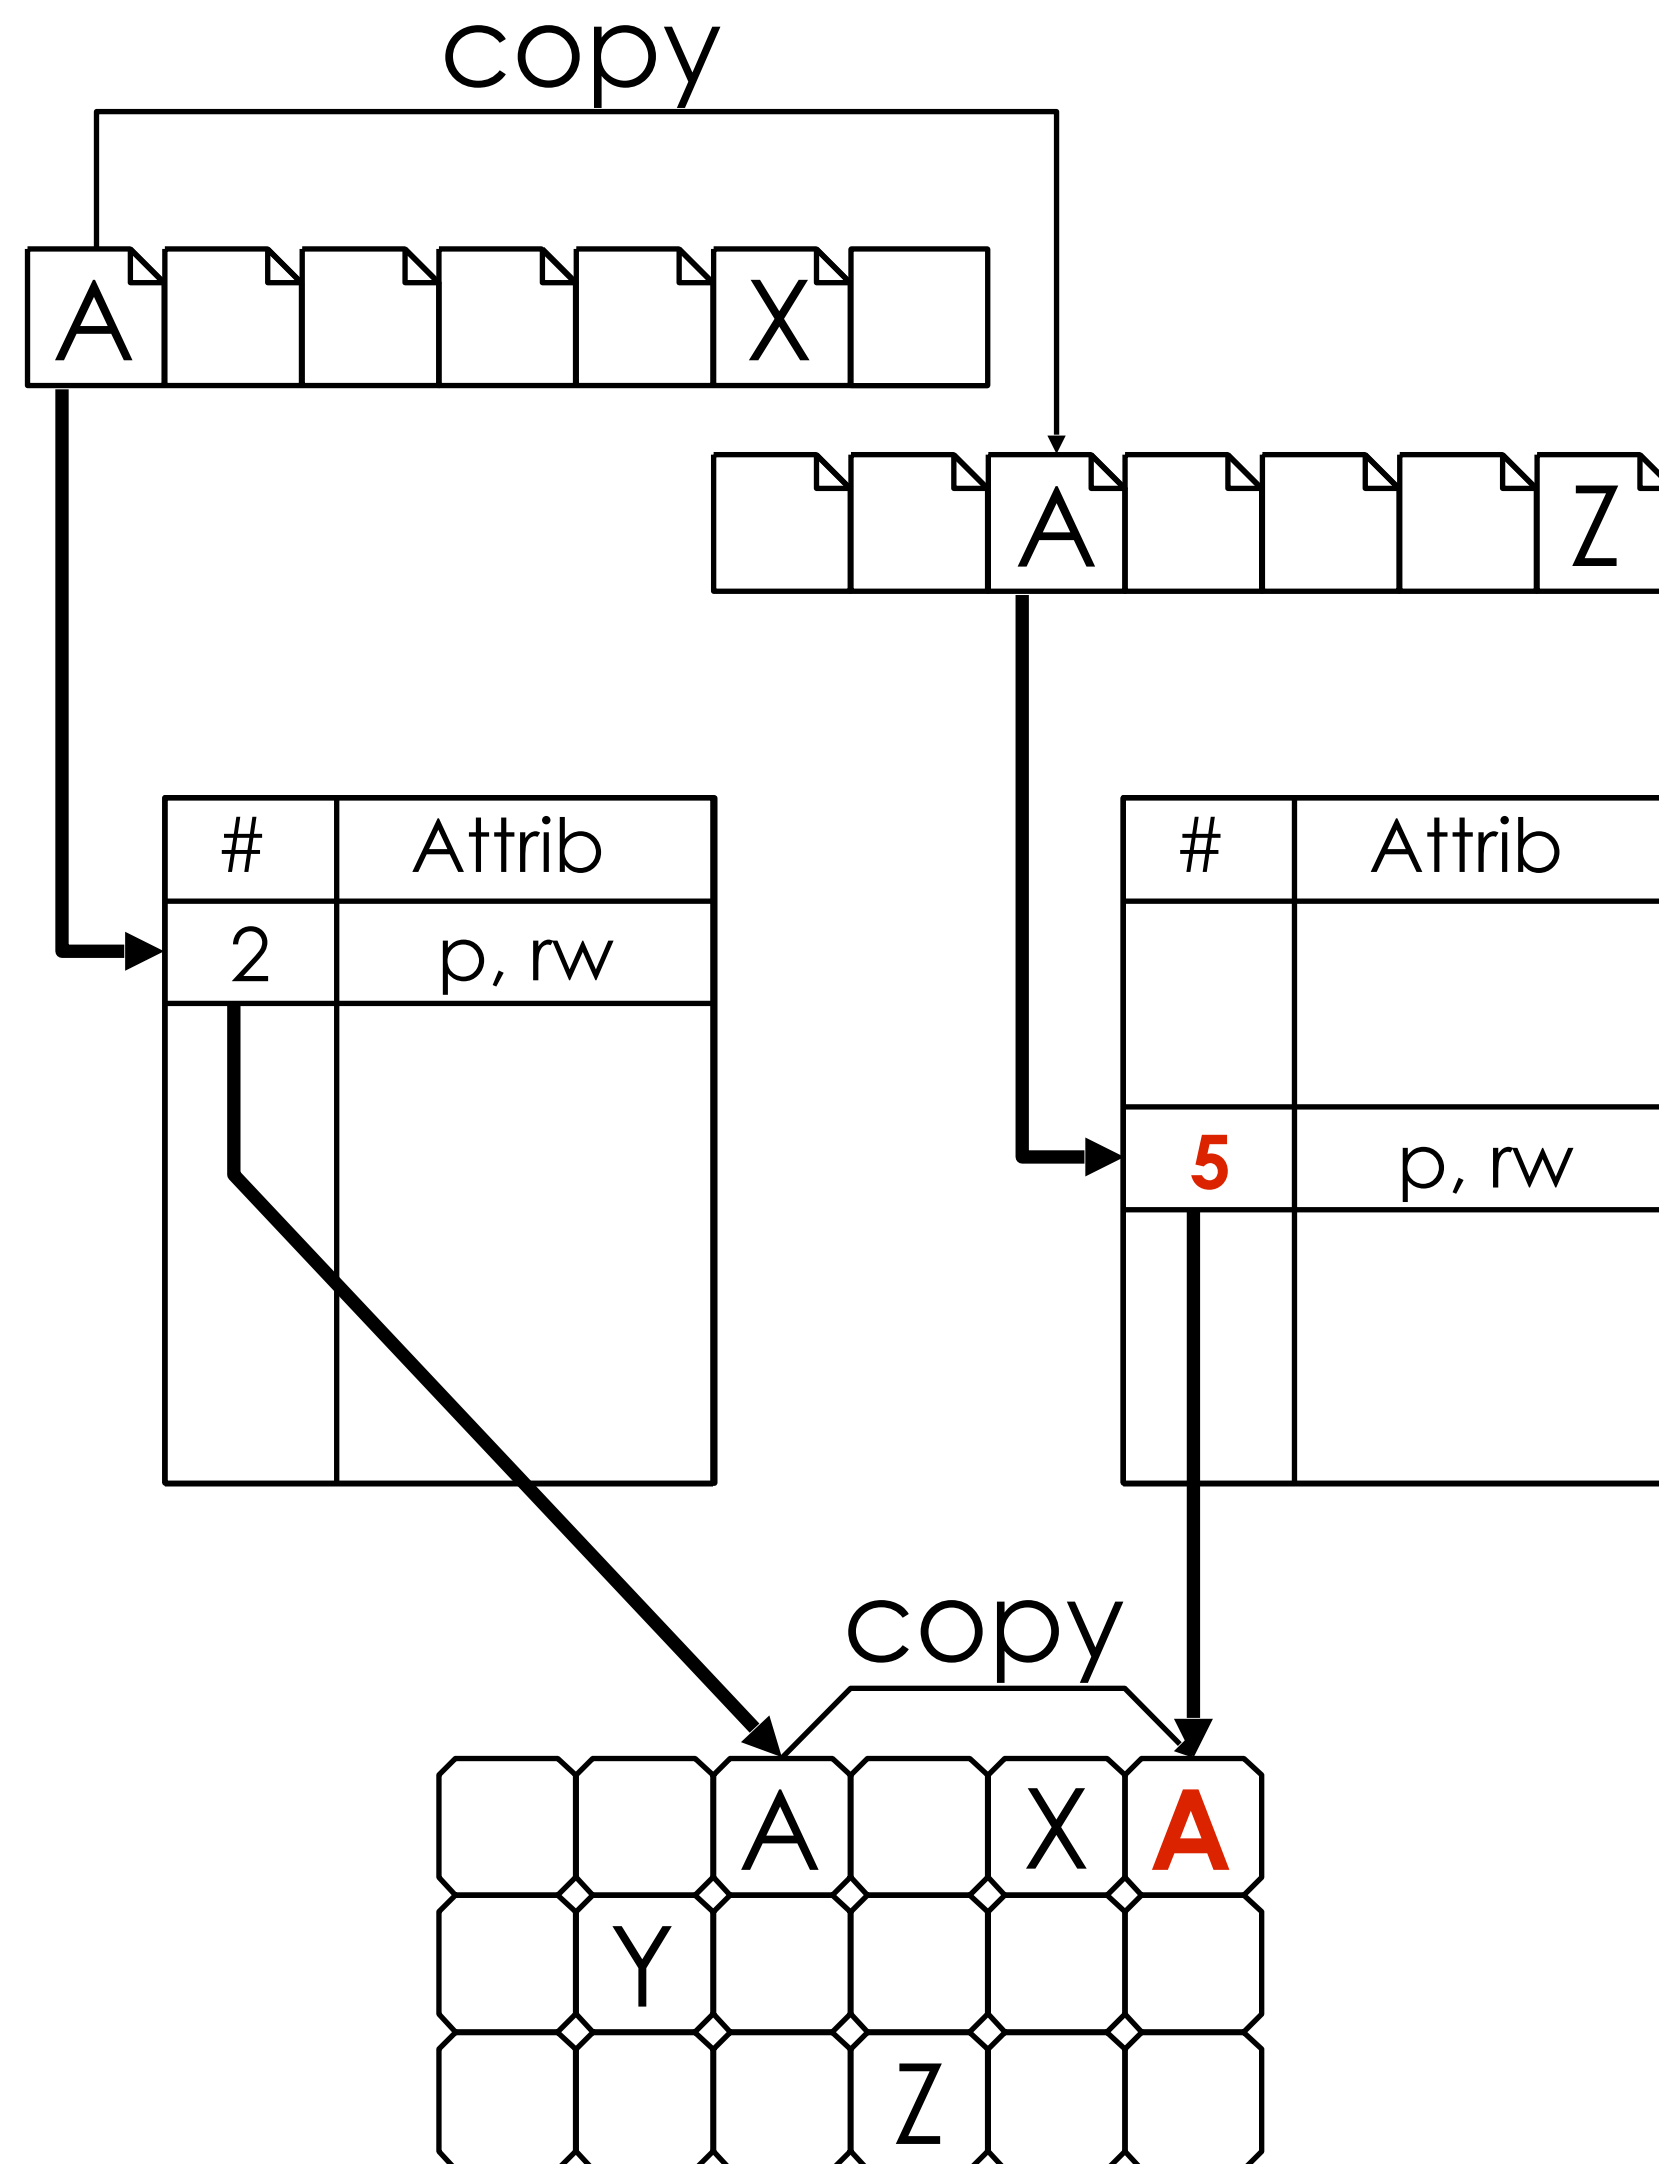 copy
A X
A Z
# Attrib # Attrib
2 p, rw
5 p, rw
copy
A X A
Y
Z